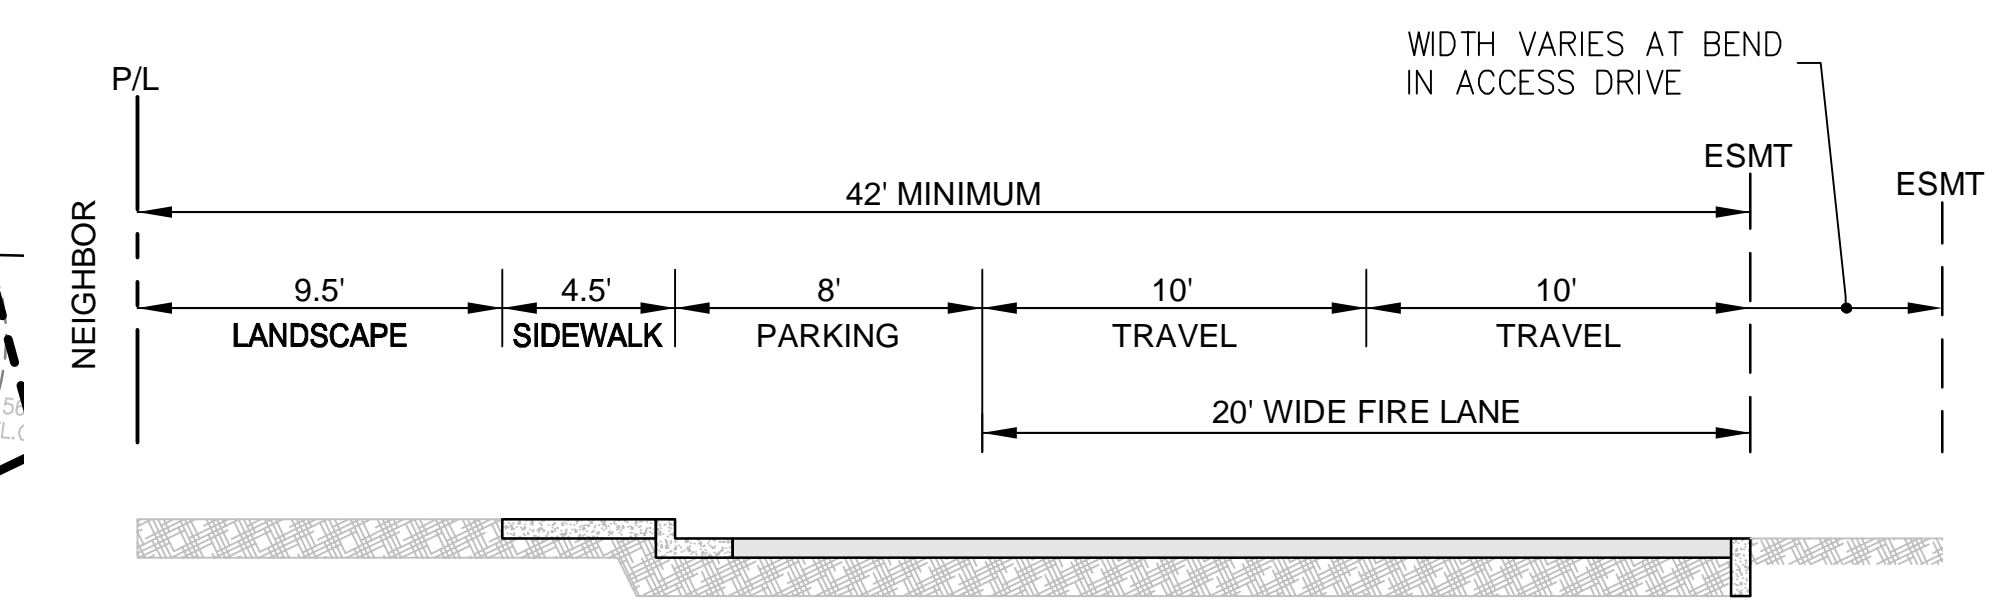 WIDTH VARIES AT BEND
IN ACCESS DRIVE
P/L
ESMT
ESMT
42' MINIMUM
NEIGHBOR
9.5'
4.5'
8'
10'
10'
LANDSCAPE
SIDEWALK
PARKING
TRAVEL
TRAVEL
20' WIDE FIRE LANE